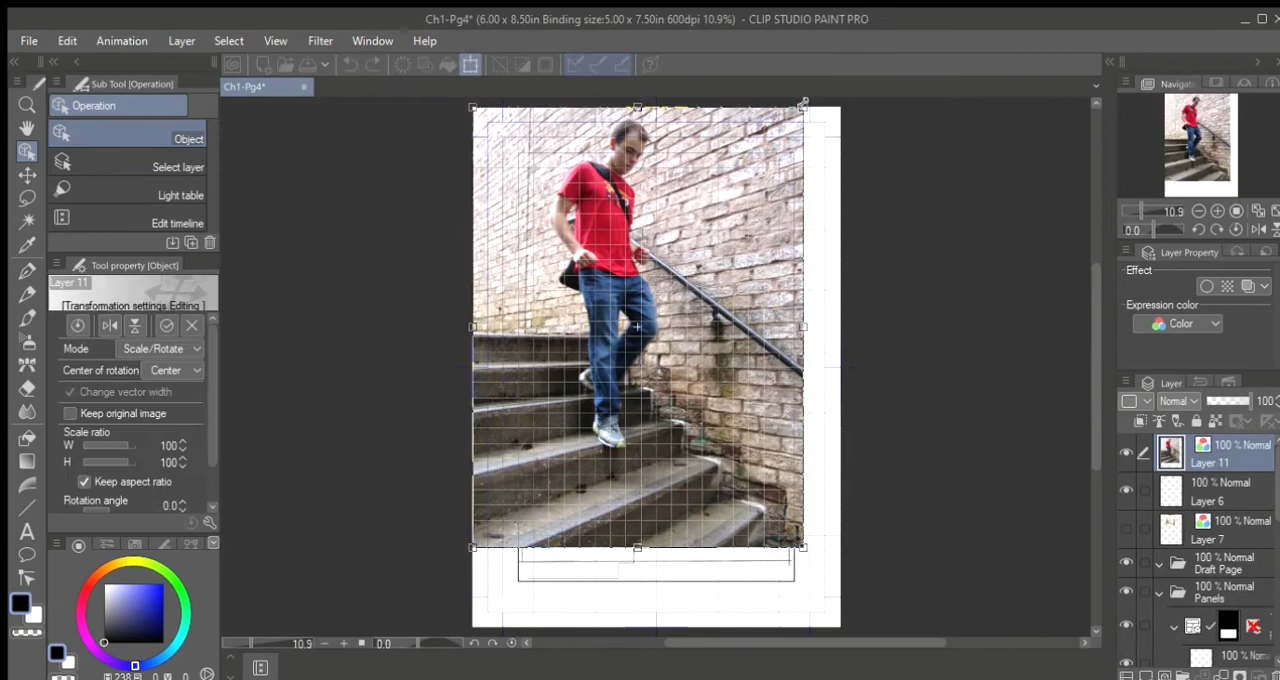 Ch1-Pg4* (6.00 x 8.50in Binding size:5.00 x 7.50in 600dpi 10.9%) - CLIP STUDIO PAINT PRO
File Edit Animation Layer Select View Filter Window Help
Sub Tool [Operation]
Ch1-Pg4*
Navigat
Operation
Object
Select layer
Light table
Edit timeline
10.9
0.0
Tool property [Object]
Layer Property
Layer 11
Effect
[Transformation settings Editing ]
Expression color
Color
Mode Scale/Rotate
Center of rotation Center
Change vector width
Keep original image
Scale ratio
W 100
H 100
Keep aspect ratio
Rotation angle 0.0
Layer
Normal 100
100 % Normal
Layer 11
100 % Normal
Layer 6
100 % Normal
Layer 7
100 % Normal
Draft Page
100 % Normal
Panels
100 % Norm
10.9 0.0
238 0 0